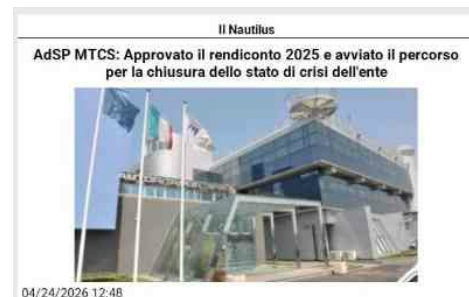 Il Nautilus
AdSP MTCS: Approvato il rendiconto 2025 e avviato il percorso
per la chiusura dello stato di crisi dell'ente
04/24/2026 12:48